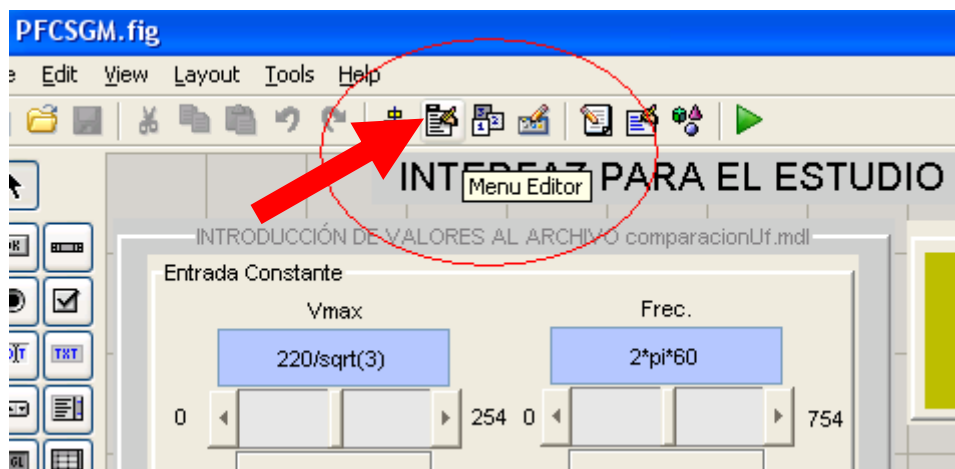 PFCSGM.fig
Edit View Layout Tools Help
INTERFAZ PARA EL ESTUDIO
Menu Editor
INTRODUCCIÓN DE VALORES AL ARCHIVO comparacionUf.mdl
Entrada Constante
Vmax Frec.
220/sqrt(3) 2*pi*60
0 254 0 754
TXT